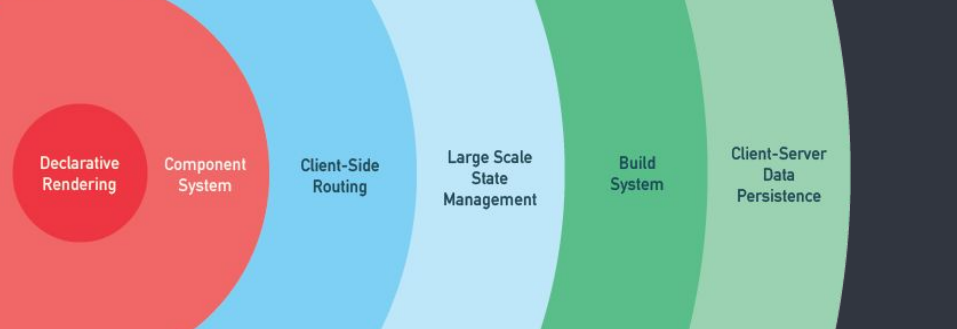 Declarative
Rendering
Component
System
Client-Side
Routing
Large Scale
State
Management
Build
System
Client-Server
Data
Persistence